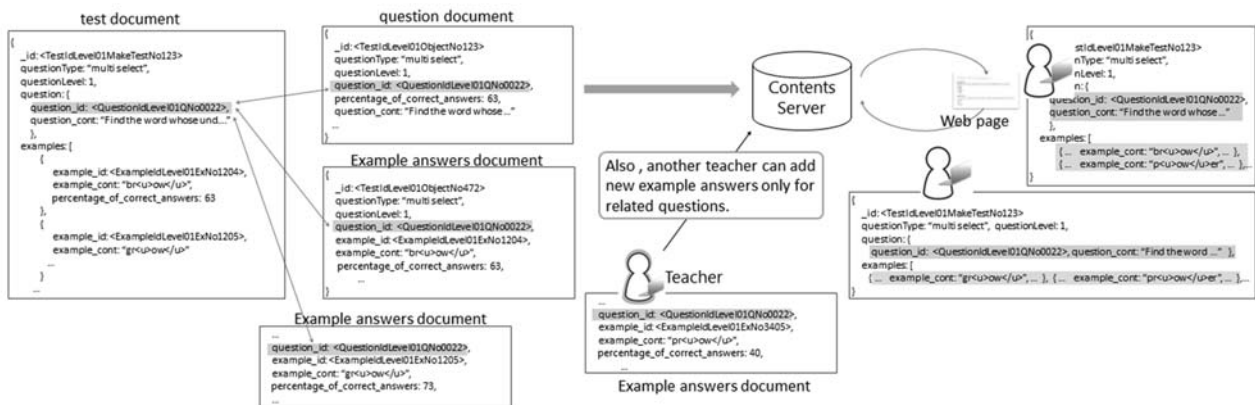 test document
{
_id: <TestIdLevel01MakeTestNo123>
questionType: "multi select",
questionLevel: 1,
question: {
question_id: <QuestionIdLevel01QNo0022>,
question_cont: "Find the word whose und...."
},
examples: [
{
example_id: <ExampleIdLevel01ExNo1204>,
example_cont: "br<u>ow</u>",
percentage_of_correct_answers: 63
},
{
example_id: <ExampleIdLevel01ExNo1205>,
example_cont: "gr<u>ow</u>"
...
}
...
question document
{
_id: <TestIdLevel01ObjectNo123>
questionType: "multi select",
questionLevel: 1,
question_id: <QuestionIdLevel01QNo0022>,
percentage_of_correct_answers: 63,
question_cont: "Find the word whose..."
...
}
Example answers document
{
_id: <TestIdLevel01ObjectNo472>
questionType: "multi select",
questionLevel: 1,
question_id: <QuestionIdLevel01QNo0022>,
example_id: <ExampleIdLevel01ExNo1204>,
example_cont: "br<u>ow</u>",
percentage_of_correct_answers: 63,
...
}
Example answers document
...
question_id: <QuestionIdLevel01QNo0022>,
example_id: <ExampleIdLevel01ExNo1205>,
example_cont: "gr<u>ow</u>",
percentage_of_correct_answers: 73,
...
Contents
Server
Web page
Also , another teacher can add
new example answers only for
related questions.
Teacher
...
question_id: <QuestionIdLevel01QNo0022>,
example_id: <ExampleIdLevel01ExNo3405>,
example_cont: "pr<u>ow</u>",
percentage_of_correct_answers: 40,
...
Example answers document
{
stIdLevel01MakeTestNo123>
nType: "multi select",
nLevel: 1,
n: {
question_id: <QuestionIdLevel01QNo0022>,
question_cont: "Find the word whose..."
},
examples: [
{ ... example_cont: "br<u>ow</u>", ... },
{ ... example_cont: "p<u>ow</u>er", ... },...
}
{
_id: <TestIdLevel01MakeTestNo123>
questionType: "multi select", questionLevel: 1,
question: {
question_id: <QuestionIdLevel01QNo0022>, question_cont: "Find the word ..." },
examples: [
{ ... example_cont: "gr<u>ow</u>", ... }, { ... example_cont: "pr<u>ow</u>er", ... },...
}